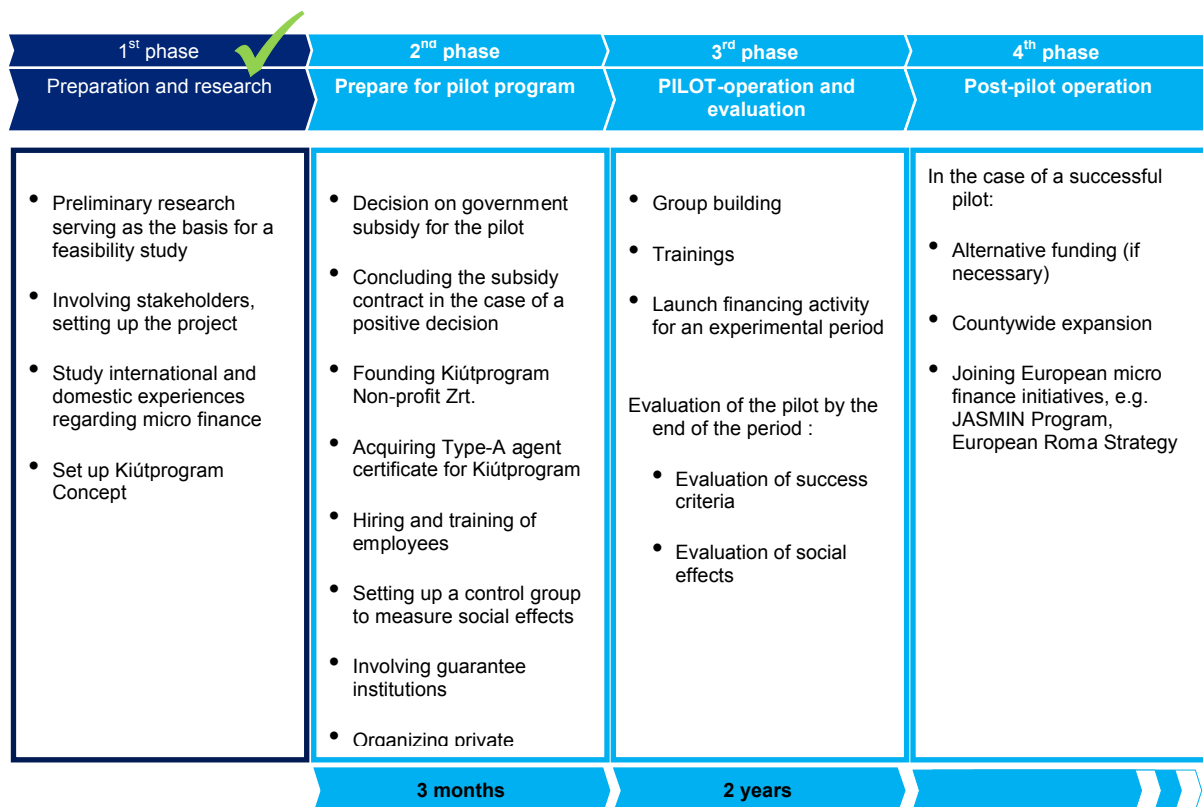 1st phase
Preparation and research
2nd phase
Prepare for pilot program
3rd phase
PILOT-operation and
evaluation
4th phase
Post-pilot operation
• Preliminary research
serving as the basis for a
feasibility study
• Involving stakeholders,
setting up the project
• Study international and
domestic experiences
regarding micro finance
• Set up Kiútprogram
Concept
• Decision on government
subsidy for the pilot
• Concluding the subsidy
contract in the case of a
positive decision
• Founding Kiútprogram
Non-profit Zrt.
• Acquiring Type-A agent
certificate for Kiútprogram
• Hiring and training of
employees
• Setting up a control group
to measure social effects
• Involving guarantee
institutions
• Organizing private
• Group building
• Trainings
• Launch financing activity
for an experimental period
Evaluation of the pilot by the
end of the period :
• Evaluation of success
criteria
• Evaluation of social
effects
In the case of a successful
pilot:
• Alternative funding (if
necessary)
• Countywide expansion
• Joining European micro
finance initiatives, e.g.
JASMIN Program,
European Roma Strategy
3 months
2 years